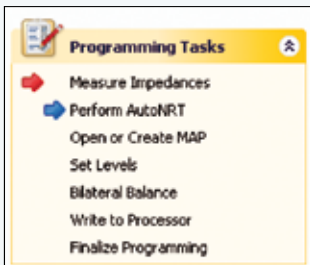 Programming Tasks
Measure Impedances
Perform AutoNRT
Open or Create MAP
Set Levels
Bilateral Balance
Write to Processor
Finalize Programming